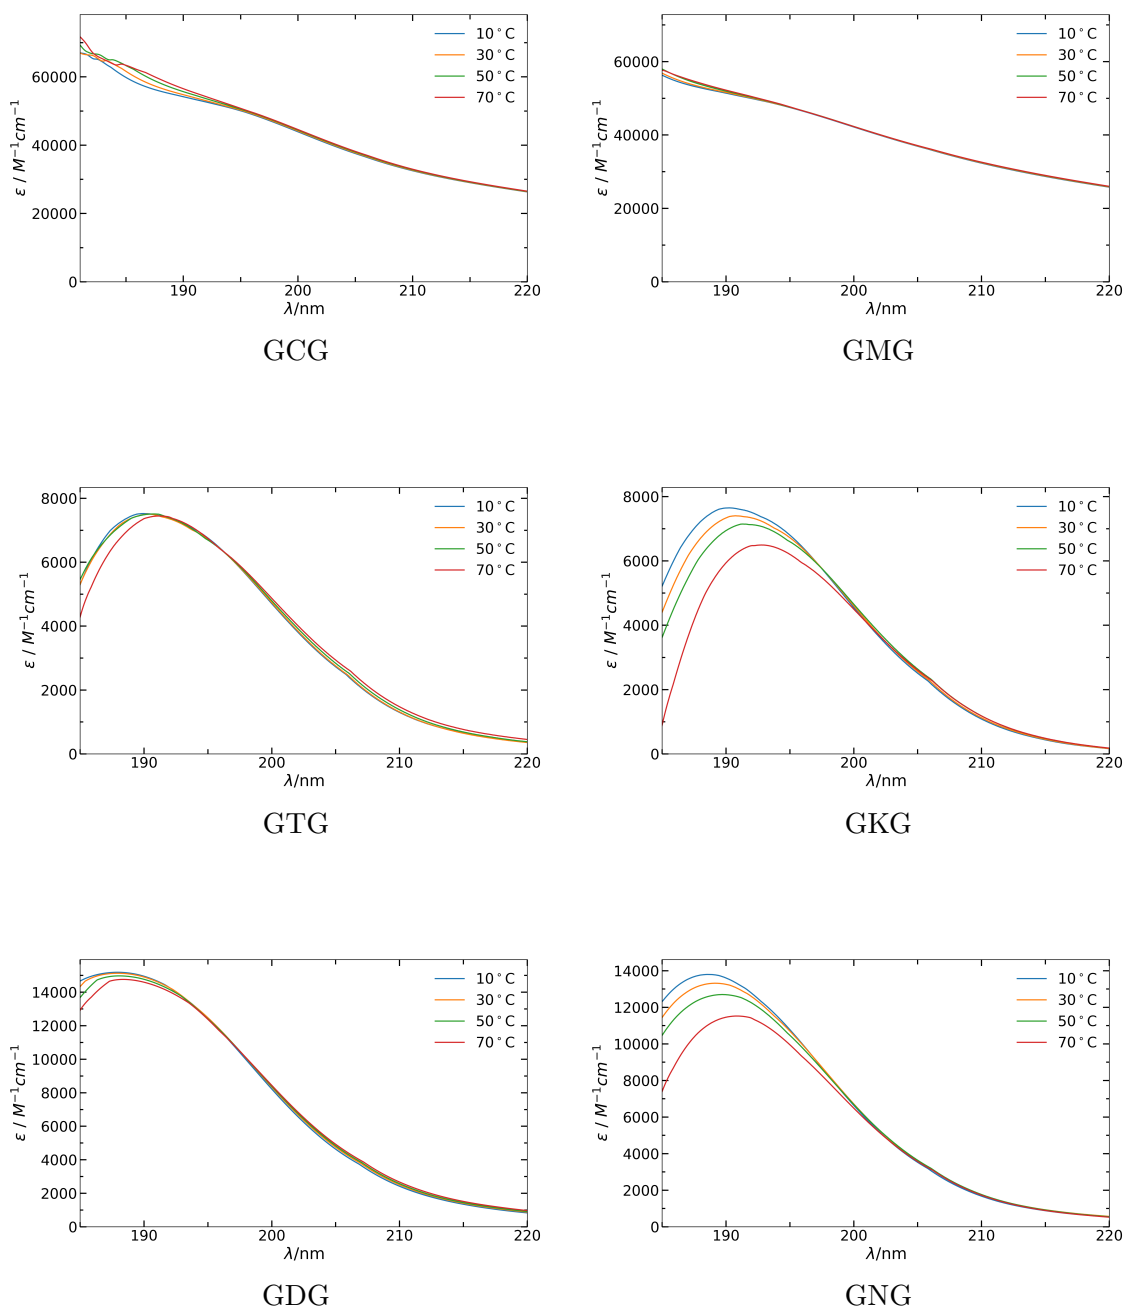 60000
40000
20000
0
190
200
210
220
ε / M⁻¹cm⁻¹
λ/nm
10°C
30°C
50°C
70°C
GCG
60000
40000
20000
0
190
200
210
220
ε / M⁻¹cm⁻¹
λ/nm
10°C
30°C
50°C
70°C
GMG
8000
6000
4000
2000
0
190
200
210
220
ε / M⁻¹cm⁻¹
λ/nm
10°C
30°C
50°C
70°C
GTG
8000
6000
4000
2000
0
190
200
210
220
ε / M⁻¹cm⁻¹
λ/nm
10°C
30°C
50°C
70°C
GKG
14000
12000
10000
8000
6000
4000
2000
0
190
200
210
220
ε / M⁻¹cm⁻¹
λ/nm
10°C
30°C
50°C
70°C
GDG
14000
12000
10000
8000
6000
4000
2000
0
190
200
210
220
ε / M⁻¹cm⁻¹
λ/nm
10°C
30°C
50°C
70°C
GNG